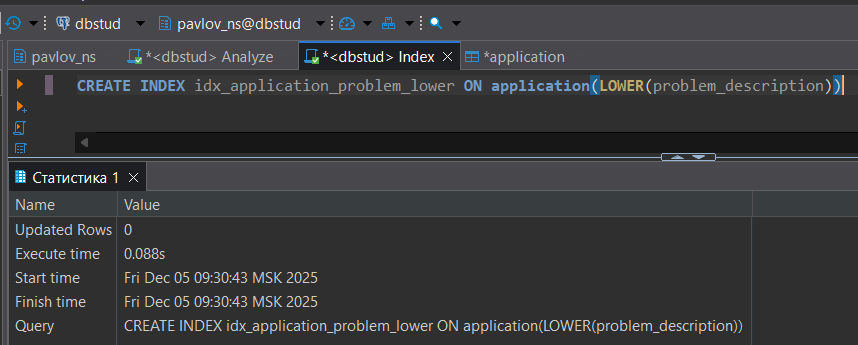 dbstud pavlov_ns@dbstud
pavlov_ns *<dbstud> Analyze *<dbstud> Index *application
CREATE INDEX idx_application_problem_lower ON application(LOWER(problem_description))
Статистика 1
Name Value
Updated Rows 0
Execute time 0.088s
Start time Fri Dec 05 09:30:43 MSK 2025
Finish time Fri Dec 05 09:30:43 MSK 2025
Query CREATE INDEX idx_application_problem_lower ON application(LOWER(problem_description))